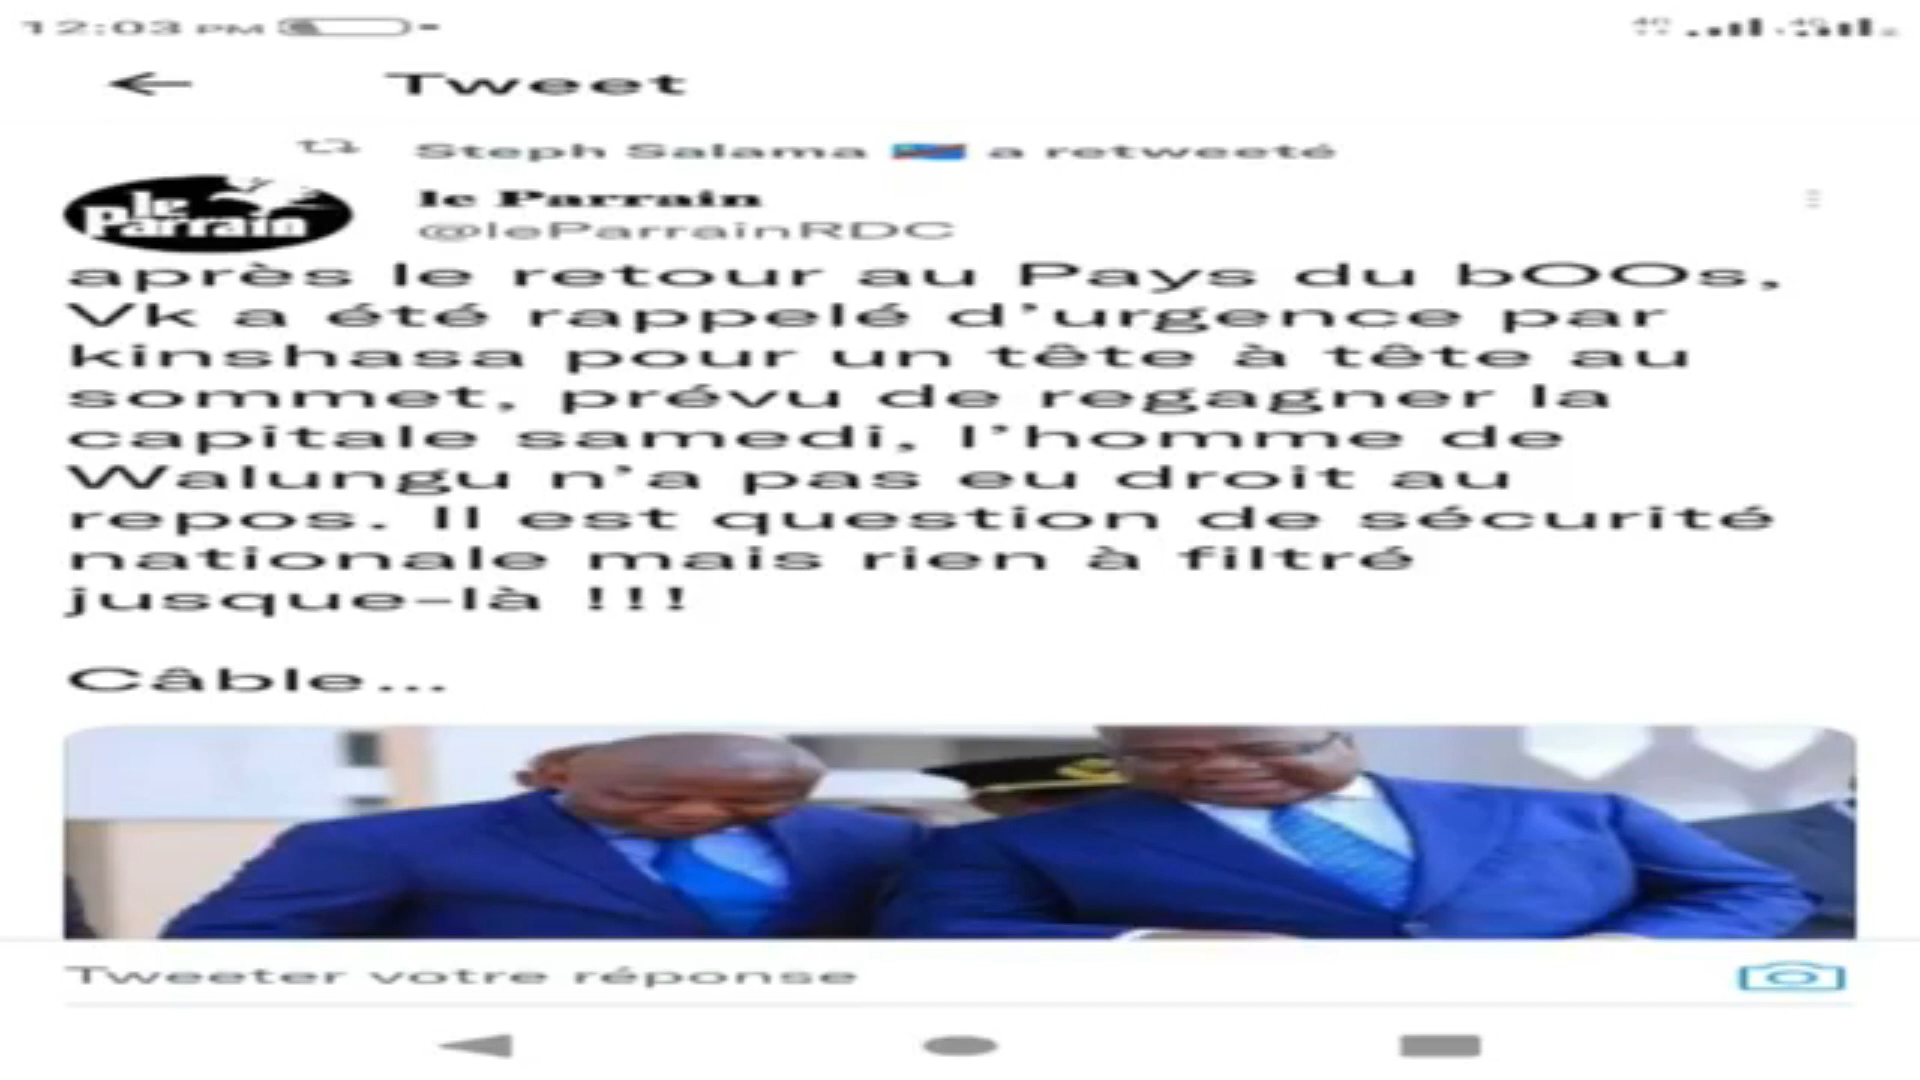 12:03 PM
Tweet
Steph Salama a retweeté
le Parrain
le Parrain
@leParrainRDC
après le retour au Pays du bOOs,
Vk a été rappelé d'urgence par
kinshasa pour un tête à tête au
sommet, prévu de regagner la
capitale samedi, l'homme de
Walungu n'a pas eu droit au
repos. Il est question de sécurité
nationale mais rien à filtré
jusque-là !!!
Câble...
Tweeter votre réponse